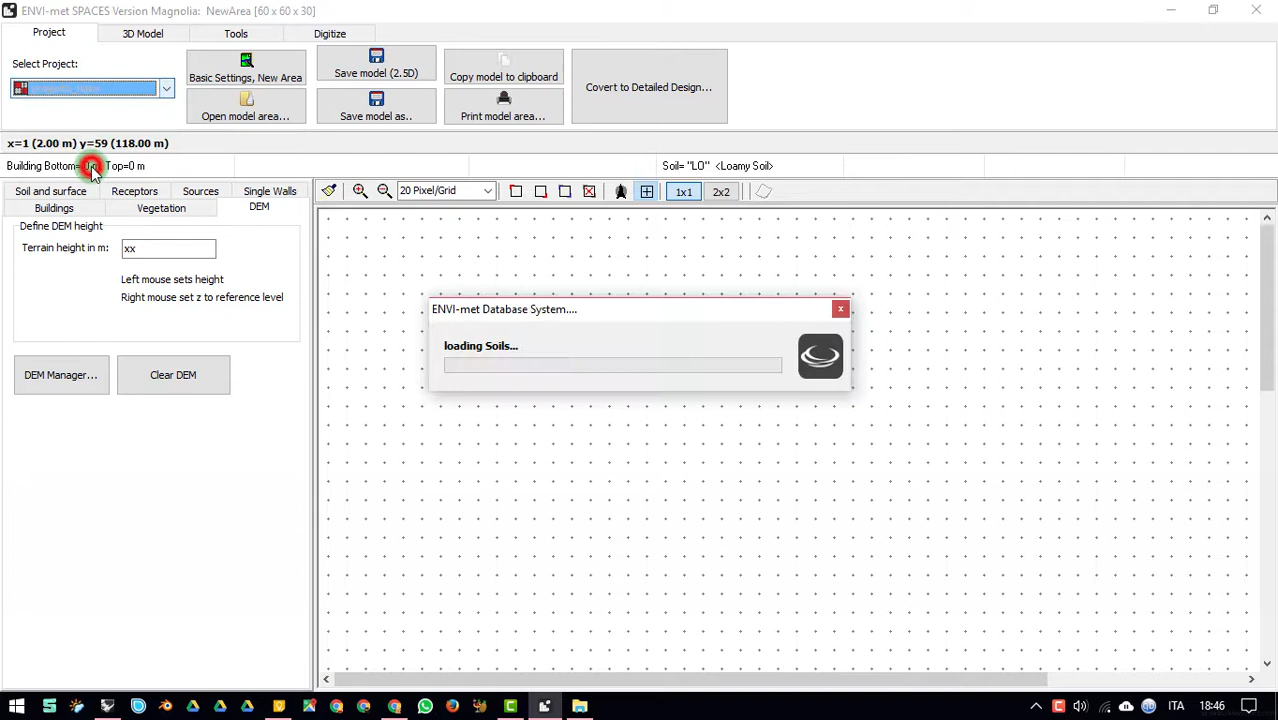 ENVI-met SPACES Version Magnolia: NewArea [60 x 60 x 30]
Project 3D Model Tools Digitize
Select Project:
Basic Settings, New Area
Open model area...
Save model (2.5D)
Save model as..
Copy model to clipboard
Print model area...
Covert to Detailed Design...
x=1 (2.00 m) y=59 (118.00 m)
Building Bottom= Top=0 m
Soil= "LO" <Loamy Soil>
Soil and surface Receptors Sources Single Walls
Buildings Vegetation DEM
20 Pixel/Grid
1x1 2x2
Define DEM height
Terrain height in m: xx
Left mouse sets height
Right mouse set z to reference level
DEM Manager... Clear DEM
ENVI-met Database System....
loading Soils...
ITA 18:46